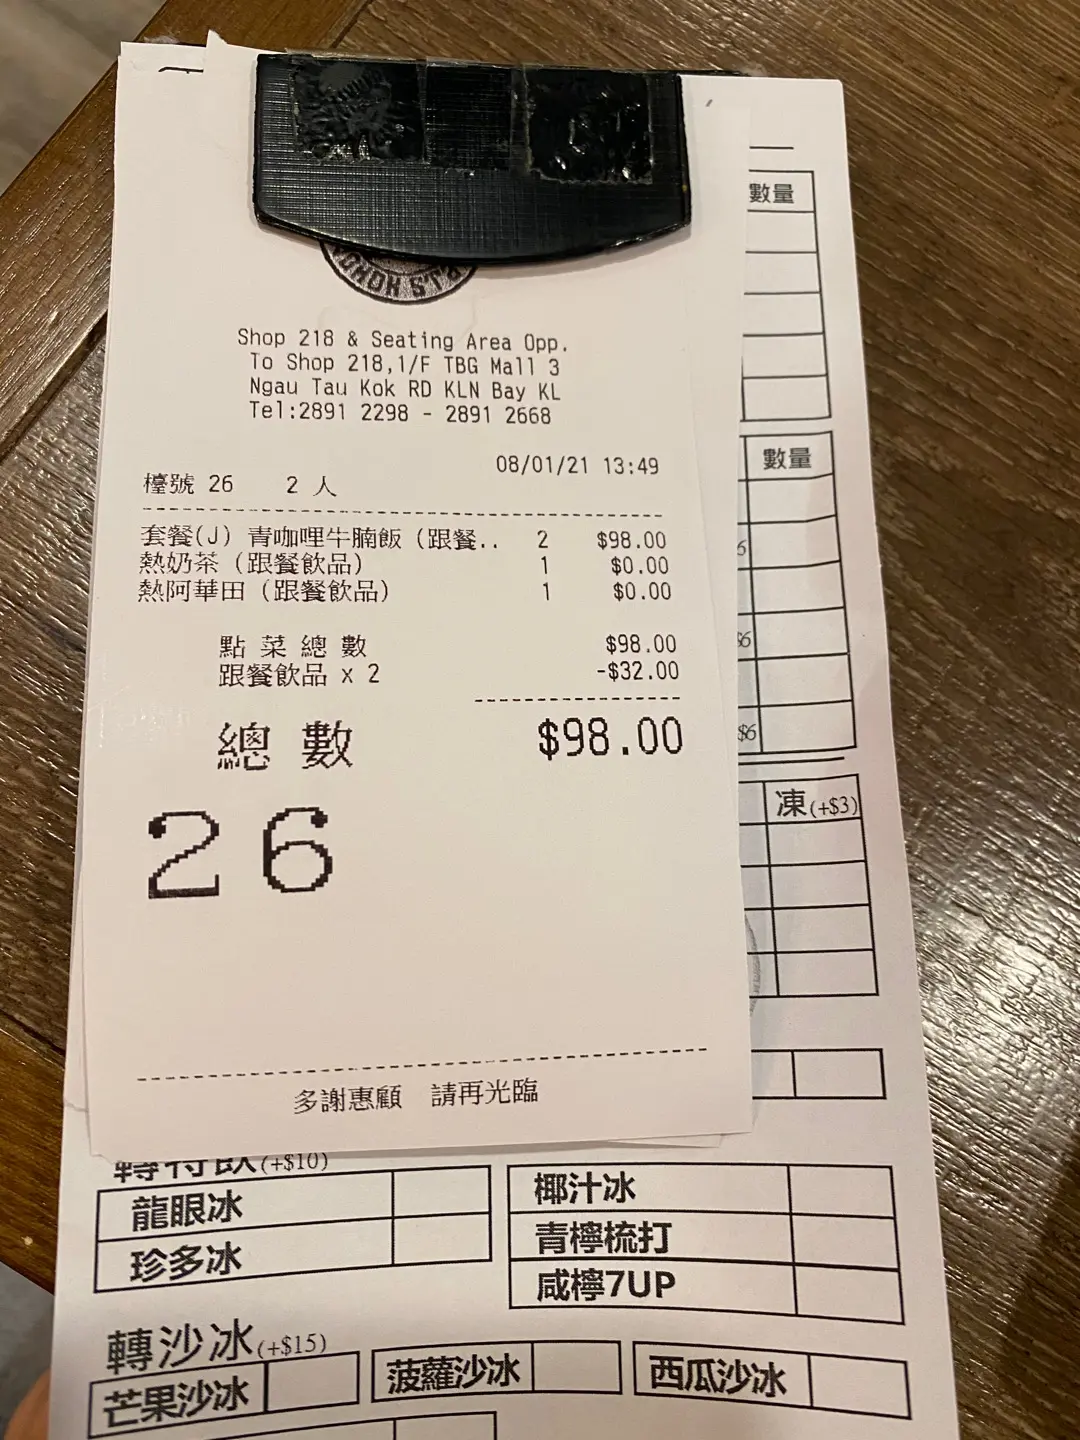 P.L.S HONG
Shop 218 & Seating Area Opp.
To Shop 218,1/F TBG Mall 3
Ngau Tau Kok RD KLN Bay KL
Tel:2891 2298 - 2891 2668
08/01/21 13:49
檯號 26 2 人
套餐(J) 青咖哩牛腩飯 (跟餐.. 2 $98.00
熱奶茶 (跟餐飲品) 1 $0.00
熱阿華田 (跟餐飲品) 1 $0.00
點 菜 總 數 $98.00
跟餐飲品 x 2 -$32.00
總 數 $98.00
26
多謝惠顧 請再光臨
數量
數量
$6
$6
凍(+$3)
轉特飲(+$10)
龍眼冰
珍多冰
椰汁冰
青檸梳打
咸檸7UP
轉沙冰(+$15)
芒果沙冰
菠蘿沙冰
西瓜沙冰